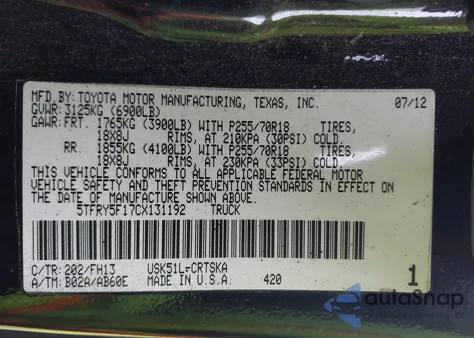 MFD. BY: TOYOTA MOTOR MANUFACTURING, TEXAS, INC. 07/12
GVWR: 3125KG (6900LB)
GAWR: FRT. 1765KG (3900LB) WITH P255/70R18 TIRES,
18X8J RIMS, AT 210KPA (30PSI) COLD.
RR. 1855KG (4100LB) WITH P255/70R18 TIRES,
18X8J RIMS, AT 230KPA (33PSI) COLD.
THIS VEHICLE CONFORMS TO ALL APPLICABLE FEDERAL MOTOR
VEHICLE SAFETY AND THEFT PREVENTION STANDARDS IN EFFECT ON
THE DATE OF MANUFACTURE SHOWN ABOVE.
5TFRY5F17CX131192 TRUCK
C/TR: 202/FH13 USK51L-CRTSKA
A/TM: B02A/AB60E MADE IN U.S.A. 420 1
autoSnap